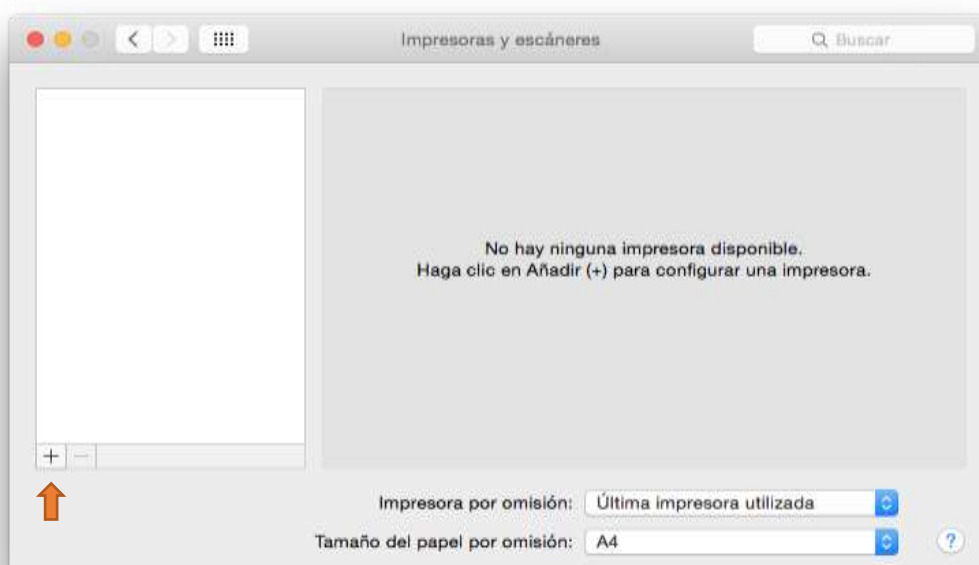 Impresoras y escáneres
Buscar
No hay ninguna impresora disponible.
Haga clic en Añadir (+) para configurar una impresora.
+ −
Impresora por omisión: Última impresora utilizada
Tamaño del papel por omisión: A4
?